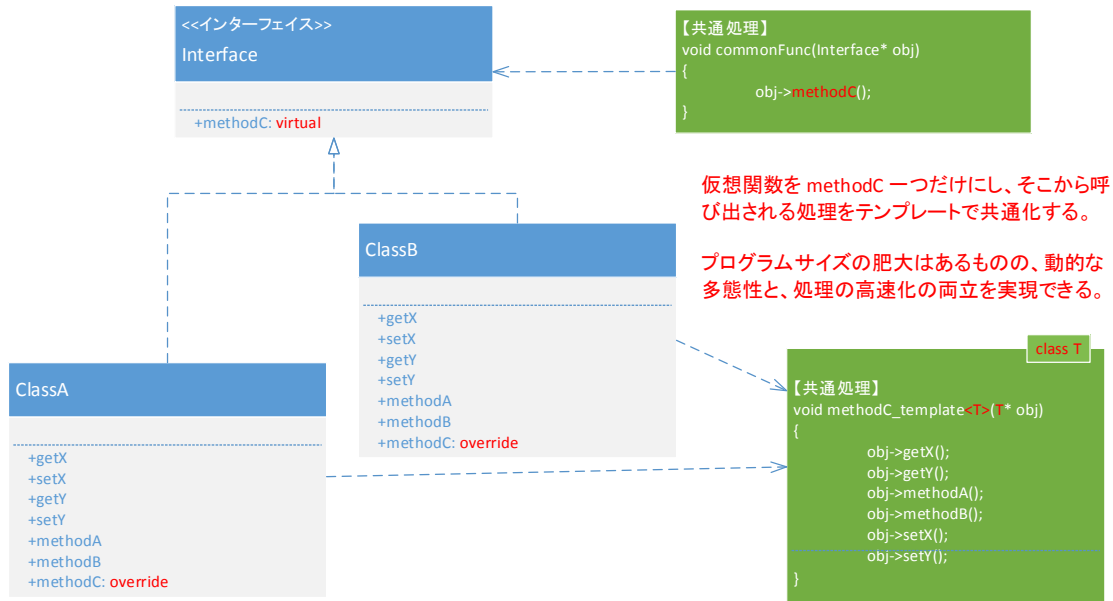 <<インターフェイス>>
Interface
+methodC: virtual
【共通処理】
void commonFunc(Interface* obj)
{
obj->methodC();
}
仮想関数を methodC 一つだけにし、そこから呼
び出される処理をテンプレートで共通化する。
プログラムサイズの肥大はあるものの、動的な
多態性と、処理の高速化の両立を実現できる。
ClassB
+getX
+setX
+getY
+setY
+methodA
+methodB
+methodC: override
ClassA
+getX
+setX
+getY
+setY
+methodA
+methodB
+methodC: override
class T
【共通処理】
void methodC_template<T>(T* obj)
{
obj->getX();
obj->getY();
obj->methodA();
obj->methodB();
obj->setX();
obj->setY();
}